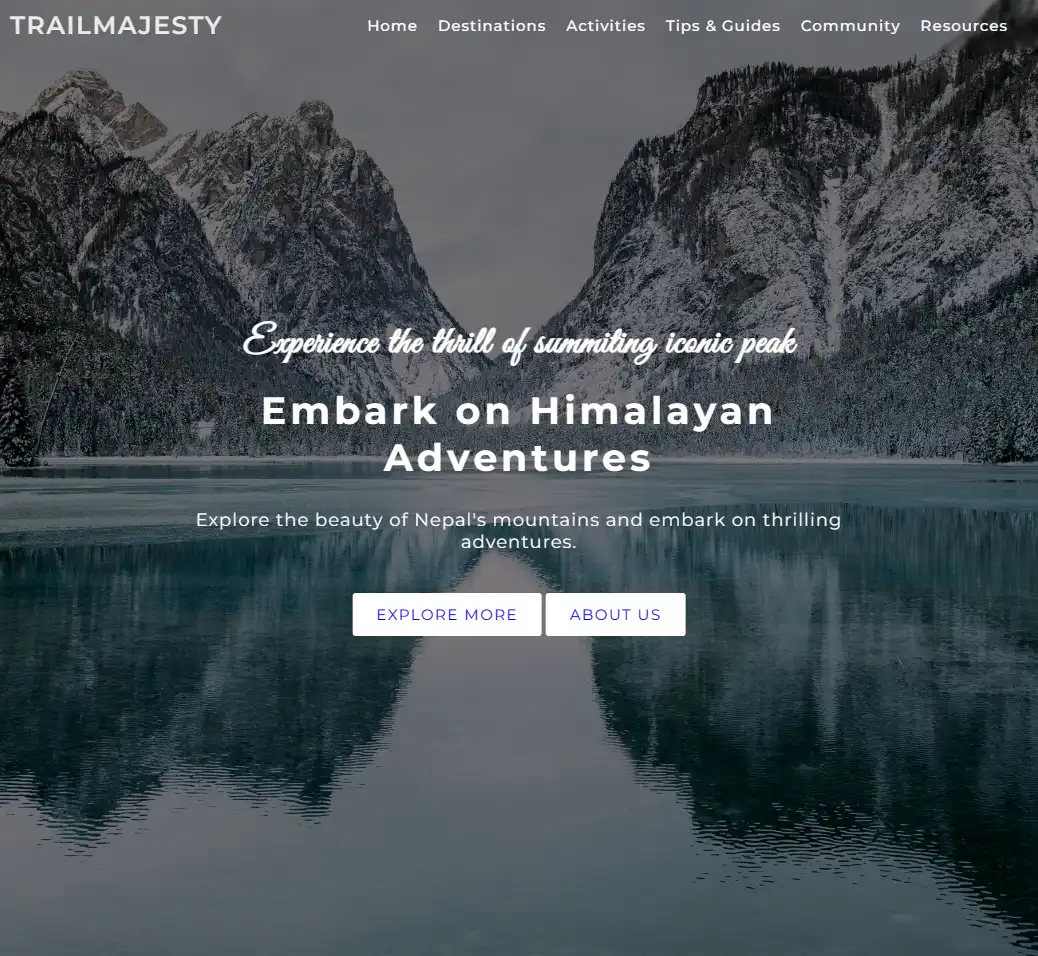 TRAILMAJESTY
Home Destinations Activities Tips & Guides Community Resources
Experience the thrill of summiting iconic peak
Embark on Himalayan
Adventures
Explore the beauty of Nepal's mountains and embark on thrilling
adventures.
EXPLORE MORE ABOUT US